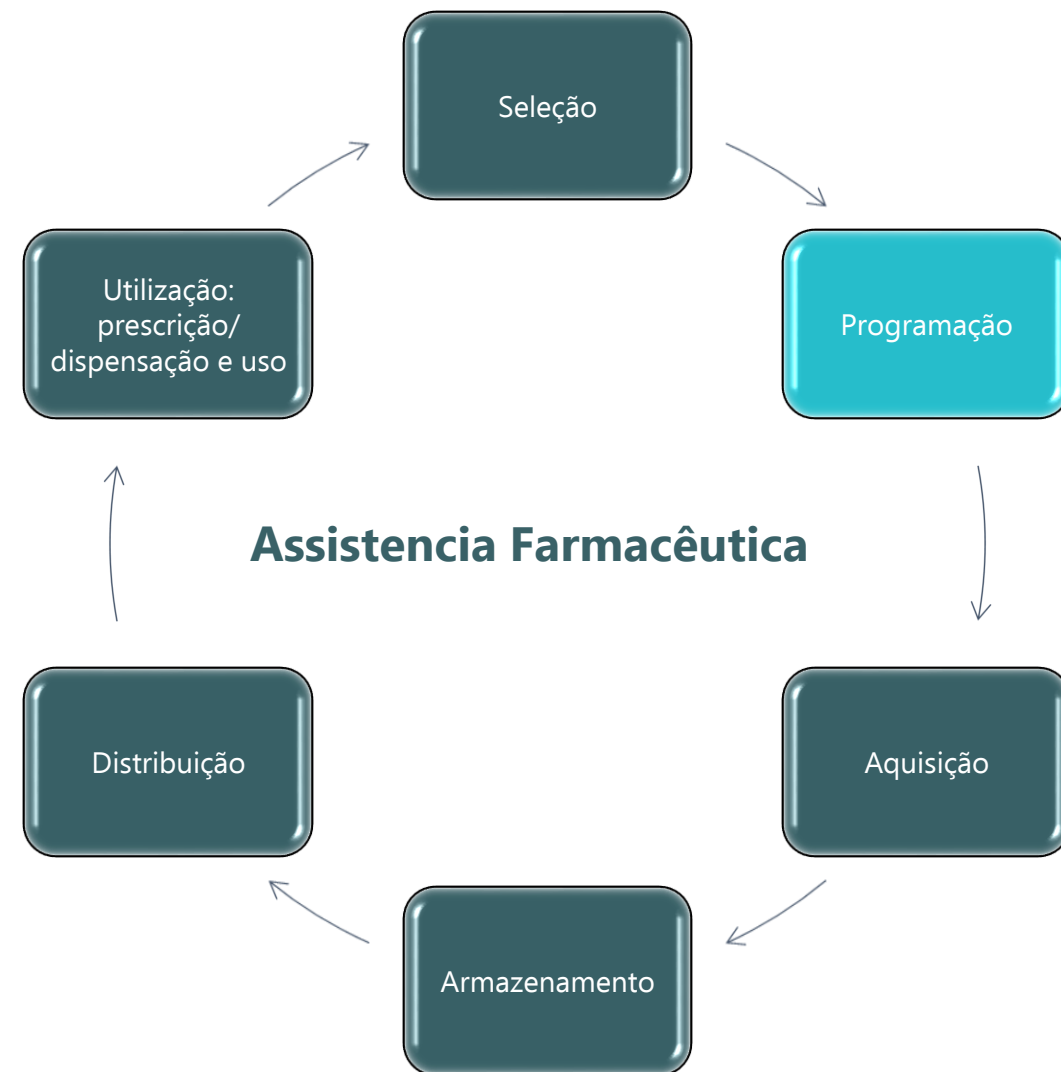 Seleção
Programação
Utilização:
prescrição/
dispensação e uso
Assistencia Farmacêutica
Distribuição
Aquisição
Armazenamento